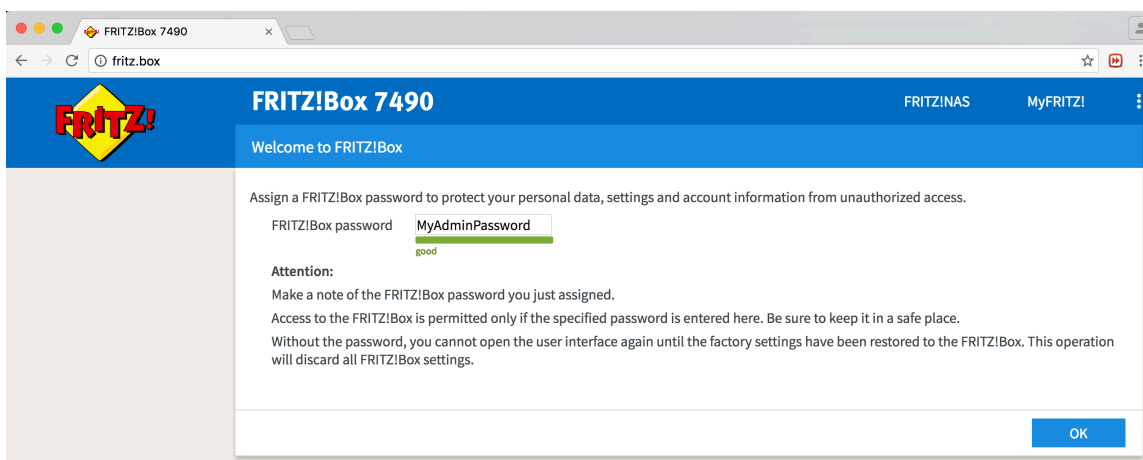 FRITZ!Box 7490
fritz.box
FRITZ!
FRITZ!Box 7490
FRITZ!NAS
MyFRITZ!
Welcome to FRITZ!Box
Assign a FRITZ!Box password to protect your personal data, settings and account information from unauthorized access.
FRITZ!Box password
MyAdminPassword
good
Attention:
Make a note of the FRITZ!Box password you just assigned.
Access to the FRITZ!Box is permitted only if the specified password is entered here. Be sure to keep it in a safe place.
Without the password, you cannot open the user interface again until the factory settings have been restored to the FRITZ!Box. This operation
will discard all FRITZ!Box settings.
OK